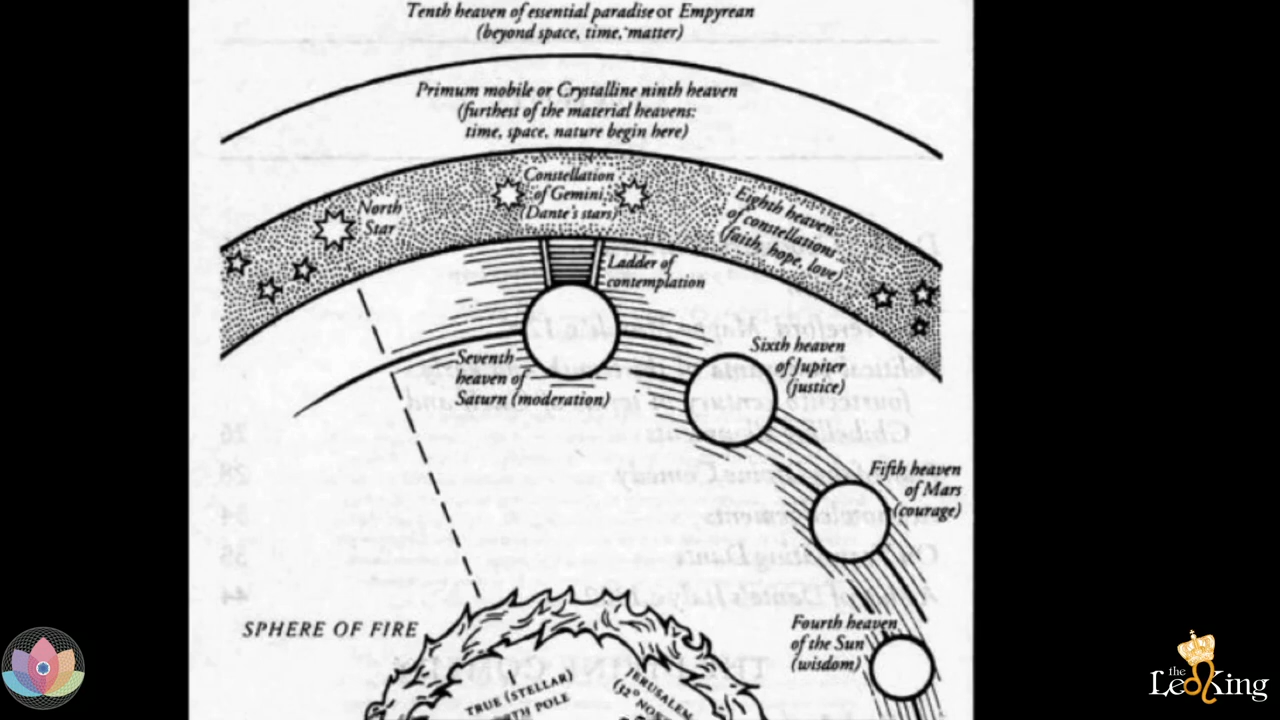 Tenth heaven of essential paradise or Empyrean
(beyond space, time, matter)
Primum mobile or Crystalline ninth heaven
(furthest of the material heavens:
time, space, nature begin here)
Constellation
of Gemini
(Dante's stars)
North
Star
Eighth heaven
of constellations
(faith, hope, love)
Ladder of
contemplation
Seventh
heaven of
Saturn (moderation)
Sixth heaven
of Jupiter
(justice)
Fifth heaven
of Mars
(courage)
Fourth heaven
of the Sun
(wisdom)
SPHERE OF FIRE
TRUE (STELLAR)
JERUSALEM
the
Leo King